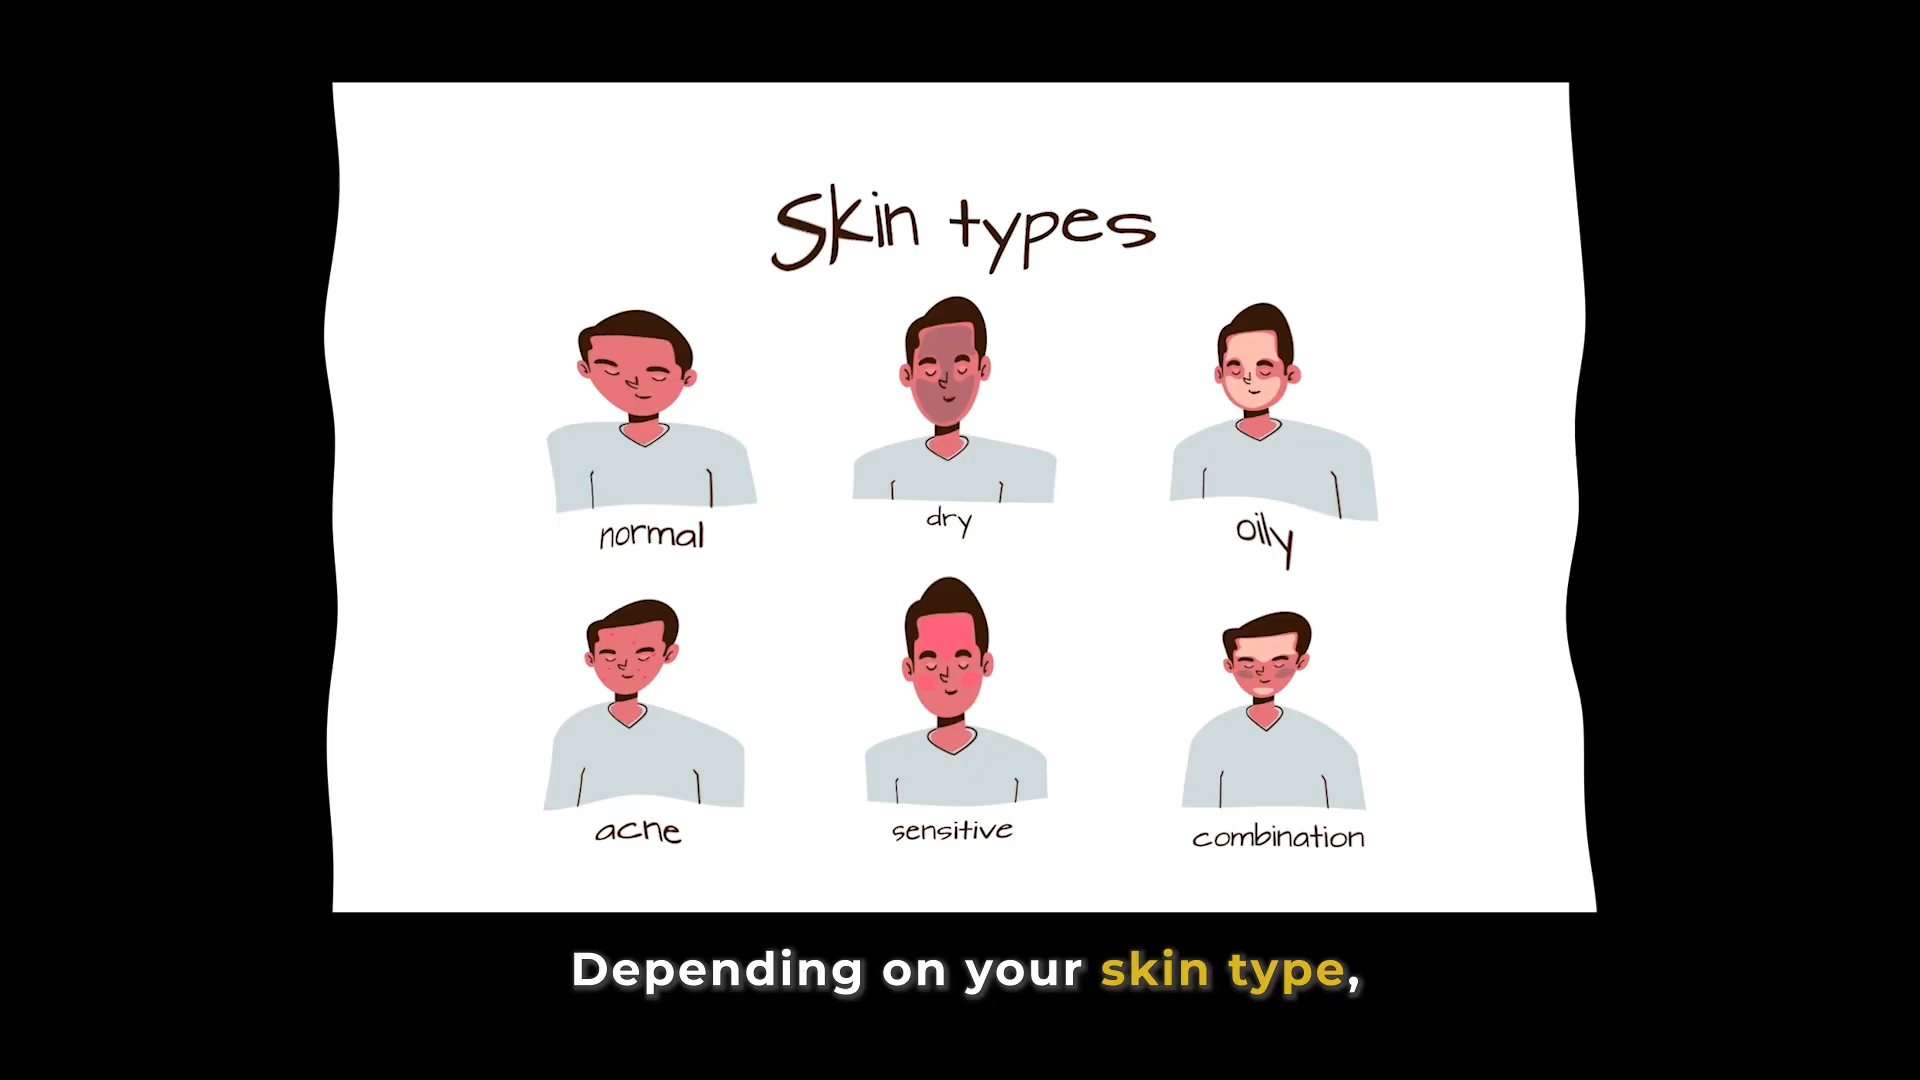 Skin types
normal
dry
oily
acne
sensitive
combination
Depending on your skin type,